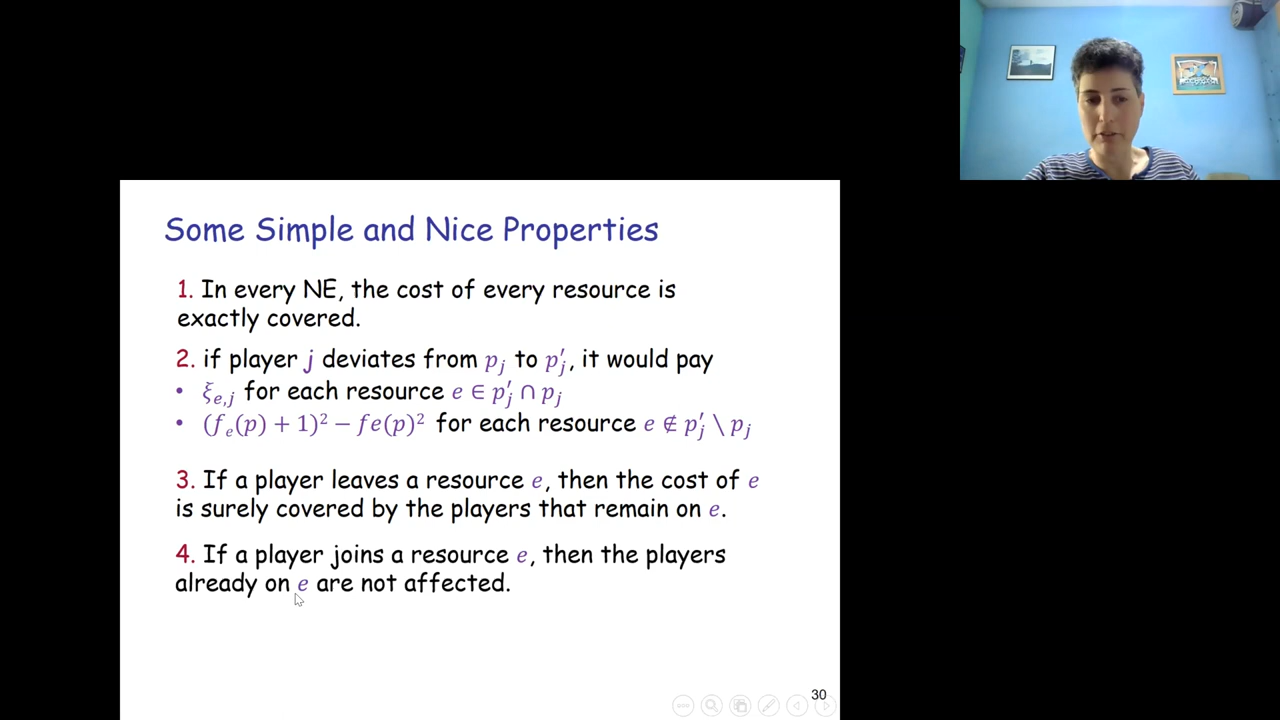 Some Simple and Nice Properties
1. In every NE, the cost of every resource is
exactly covered.
2. if player j deviates from p_j to p'_j, it would pay
• ξ_{e,j} for each resource e ∈ p'_j ∩ p_j
• (f_e(p) + 1)² − fe(p)² for each resource e ∉ p'_j \ p_j
3. If a player leaves a resource e, then the cost of e
is surely covered by the players that remain on e.
4. If a player joins a resource e, then the players
already on e are not affected.
30